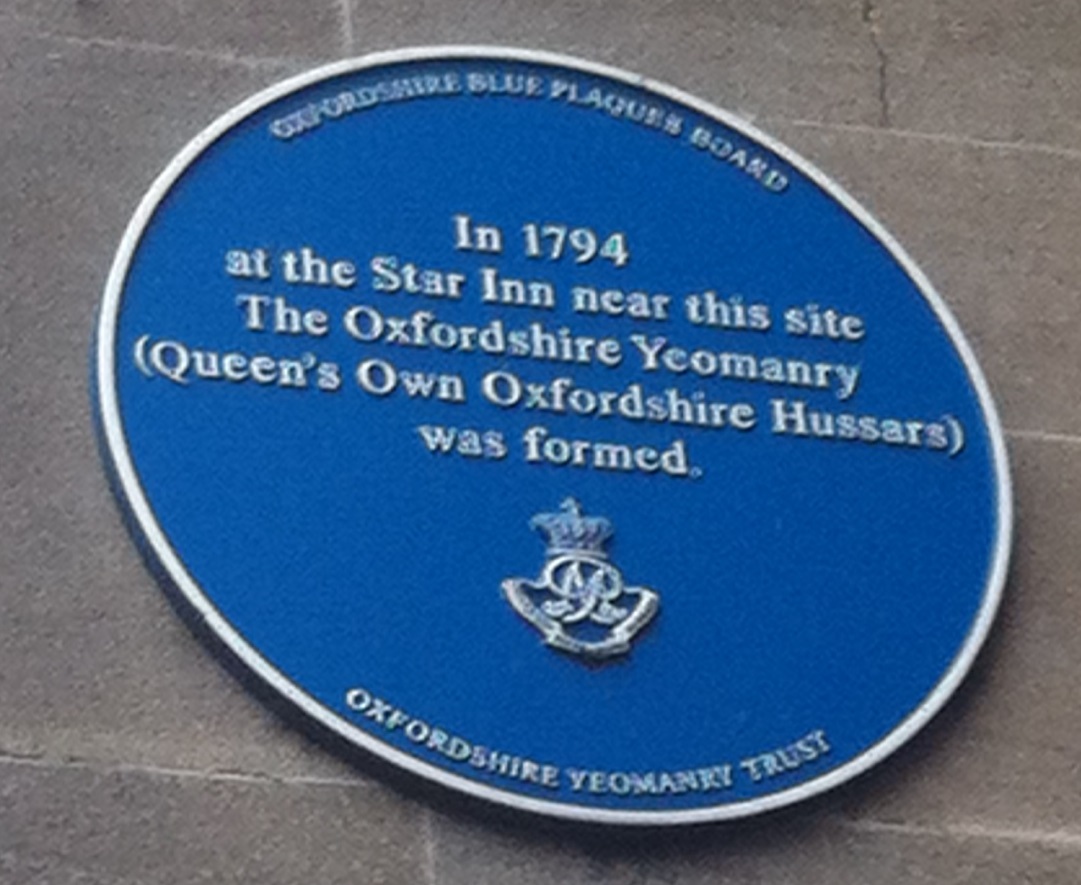 OXFORDSHIRE BLUE PLAQUES BOARD
In 1794
at the Star Inn near this site
The Oxfordshire Yeomanry
(Queen's Own Oxfordshire Hussars)
was formed.
OXFORDSHIRE YEOMANRY TRUST